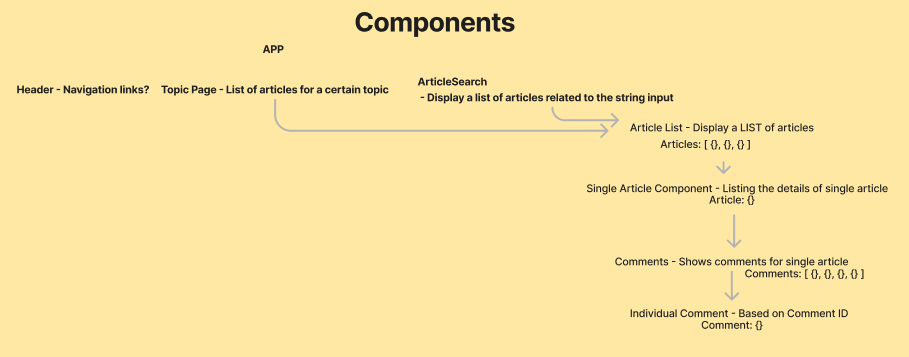 Components
APP
Header - Navigation links?
Topic Page - List of articles for a certain topic
ArticleSearch
- Display a list of articles related to the string input
Article List - Display a LIST of articles
Articles: [ {}, {}, {} ]
Single Article Component - Listing the details of single article
Article: {}
Comments - Shows comments for single article
Comments: [ {}, {}, {}, {} ]
Individual Comment - Based on Comment ID
Comment: {}